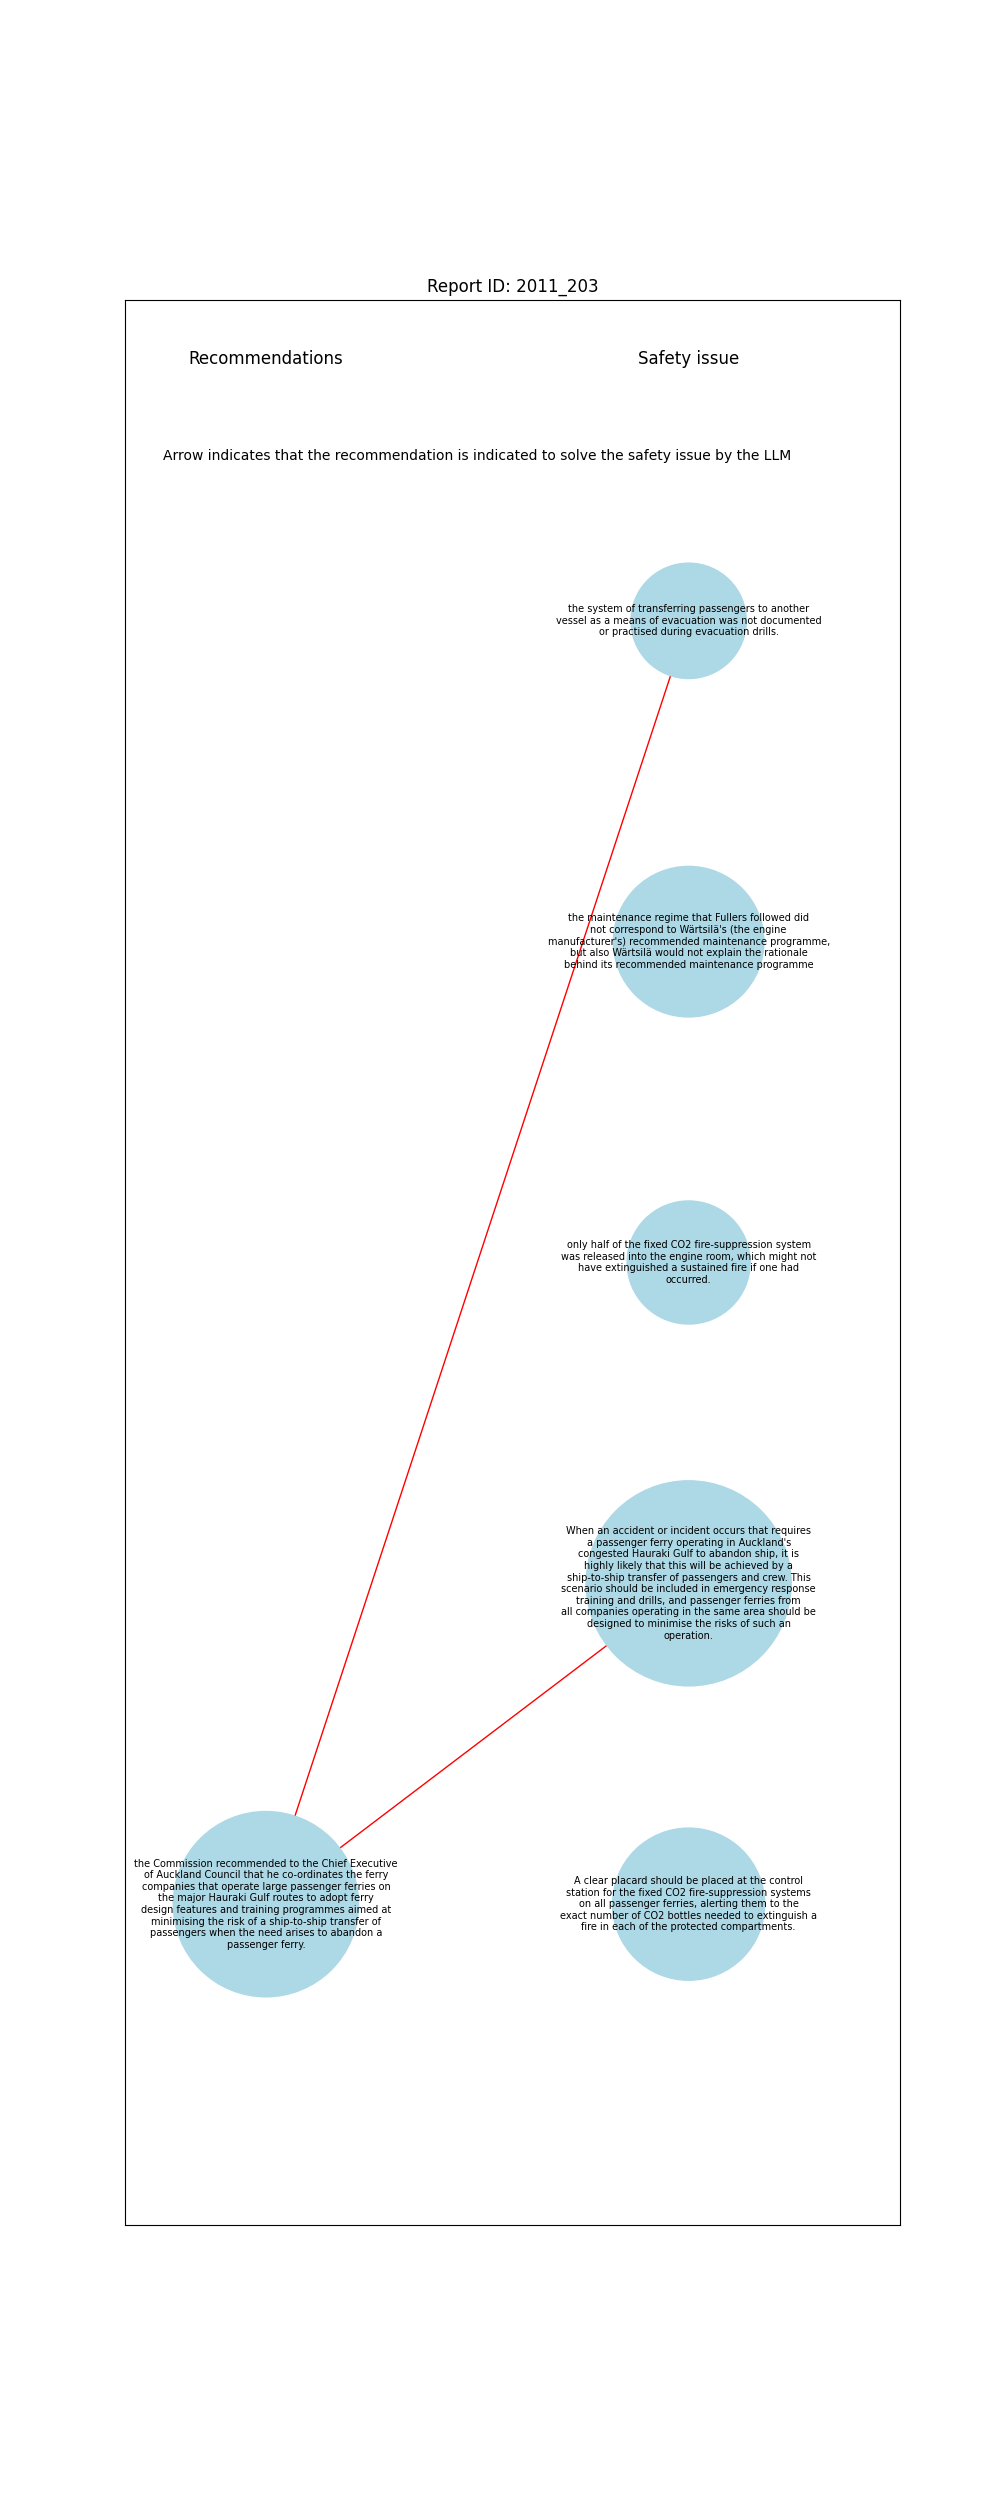 Report ID: 2011_203
Recommendations
Safety issue
Arrow indicates that the recommendation is indicated to solve the safety issue by the LLM
the system of transferring passengers to another
vessel as a means of evacuation was not documented
or practised during evacuation drills.
the maintenance regime that Fullers followed did
not correspond to Wärtsilä's (the engine
manufacturer's) recommended maintenance programme,
but also Wärtsilä would not explain the rationale
behind its recommended maintenance programme
only half of the fixed CO2 fire-suppression system
was released into the engine room, which might not
have extinguished a sustained fire if one had
occurred.
When an accident or incident occurs that requires
a passenger ferry operating in Auckland's
congested Hauraki Gulf to abandon ship, it is
highly likely that this will be achieved by a
ship-to-ship transfer of passengers and crew. This
scenario should be included in emergency response
training and drills, and passenger ferries from
all companies operating in the same area should be
designed to minimise the risks of such an
operation.
the Commission recommended to the Chief Executive
of Auckland Council that he co-ordinates the ferry
companies that operate large passenger ferries on
the major Hauraki Gulf routes to adopt ferry
design features and training programmes aimed at
minimising the risk of a ship-to-ship transfer of
passengers when the need arises to abandon a
passenger ferry.
A clear placard should be placed at the control
station for the fixed CO2 fire-suppression systems
on all passenger ferries, alerting them to the
exact number of CO2 bottles needed to extinguish a
fire in each of the protected compartments.